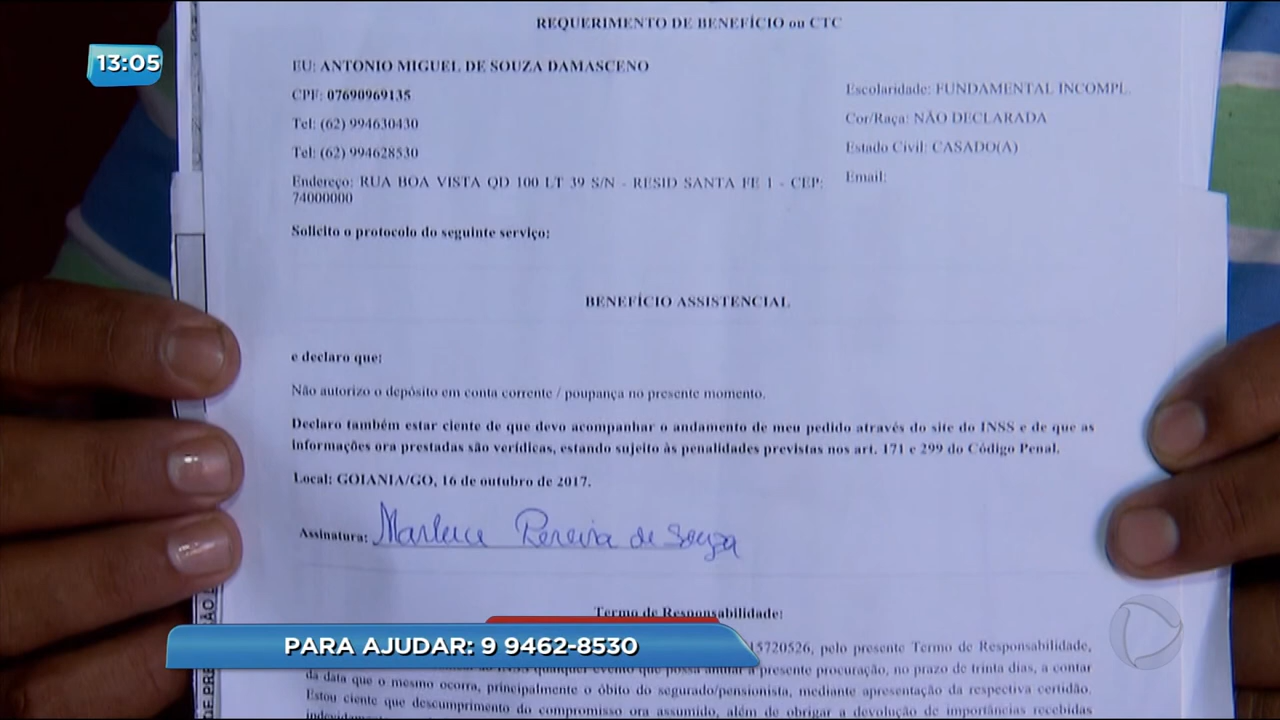 REQUERIMENTO DE BENEFÍCIO ou CTC
13:05
EU: ANTONIO MIGUEL DE SOUZA DAMASCENO
CPF: 07690969135
Tel: (62) 994630430
Tel: (62) 994628530
Endereço: RUA BOA VISTA QD 100 LT 39 S/N - RESID SANTA FE 1 - CEP:
74000000
Escolaridade: FUNDAMENTAL INCOMPL.
Cor/Raça: NÃO DECLARADA
Estado Civil: CASADO(A)
Email:
Solicito o protocolo do seguinte serviço:
BENEFÍCIO ASSISTENCIAL
e declaro que:
Não autorizo o depósito em conta corrente / poupança no presente momento.
Declaro também estar ciente de que devo acompanhar o andamento de meu pedido através do site do INSS e de que as
informações ora prestadas são verídicas, estando sujeito às penalidades previstas nos art. 171 e 299 do Código Penal.
Local: GOIANIA/GO, 16 de outubro de 2017.
Assinatura: Marluce Pereira de Souza
Termo de Responsabilidade:
PARA AJUDAR: 9 9462-8530
15720526, pelo presente Termo de Responsabilidade,
INSS qualquer evento que possa anular a presente procuração, no prazo de trinta dias, a contar
da data que o mesmo ocorra, principalmente o óbito do segurado/pensionista, mediante apresentação da respectiva certidão.
Estou ciente que descumprimento do compromisso ora assumido, além de obrigar a devolução de importâncias recebidas